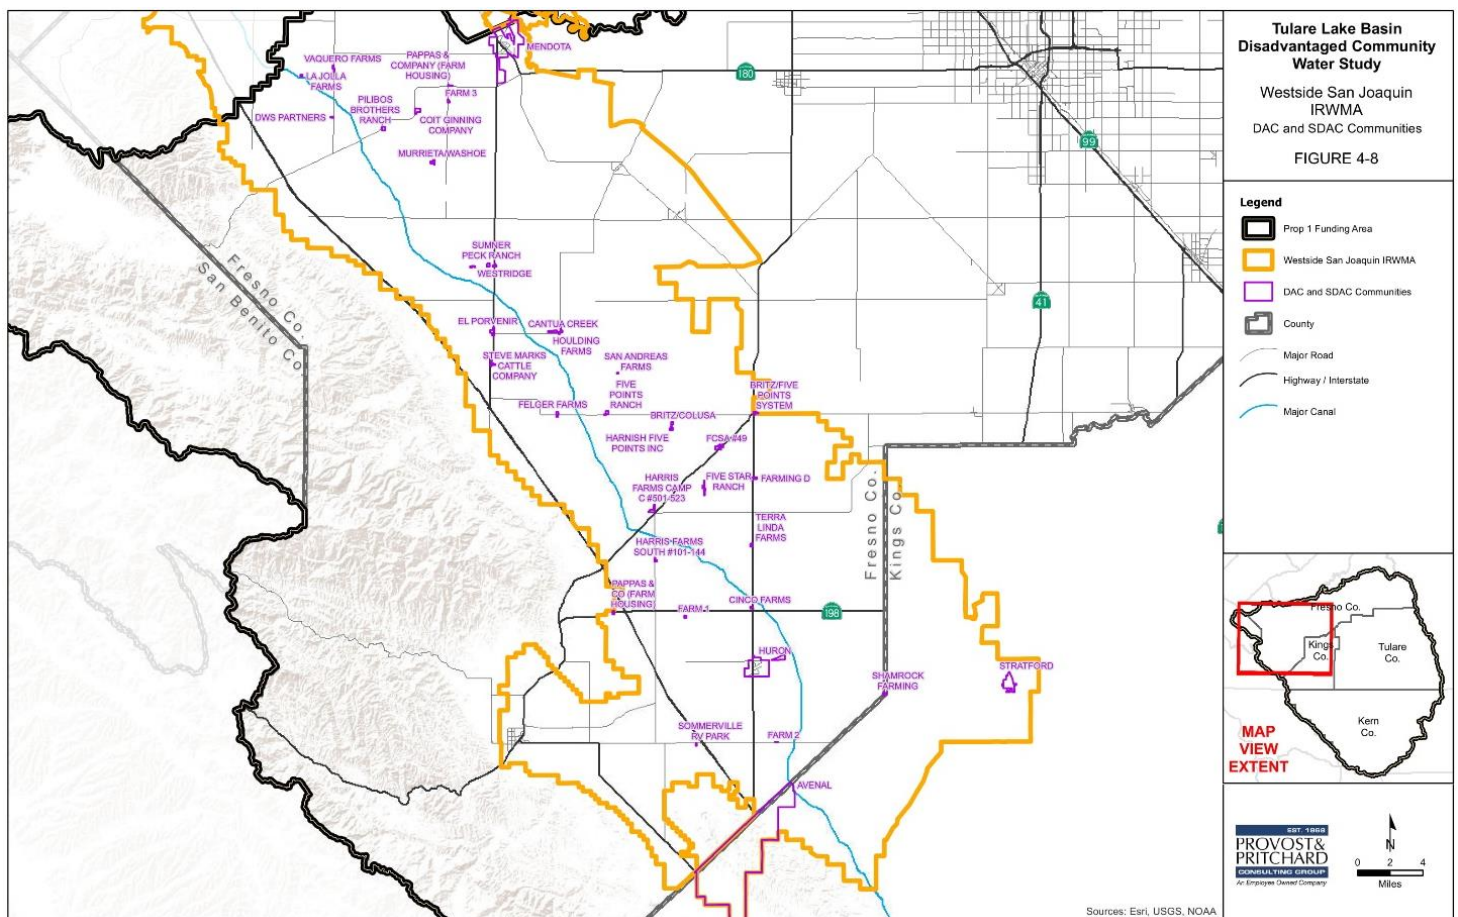 Tulare Lake Basin
Disadvantaged Community
Water Study
Westside San Joaquin
IRWMA
DAC and SDAC Communities
FIGURE 4-8
Legend
Prop 1 Funding Area
Westside San Joaquin IRWMA
DAC and SDAC Communities
County
Major Road
Highway / Interstate
Major Canal
MENDOTA
VAQUERO FARMS
LA JOLLA
FARMS
PAPPAS &
COMPANY (FARM
HOUSING)
FARM 3
PILIBOS
BROTHERS
RANCH
DWS PARTNERS
COIT GINNING
COMPANY
MURRIETA/WASHOE
180
99
41
SUMNER
PECK RANCH
WESTRIDGE
Fresno Co.
San Benito Co.
EL PORVENIR
CANTUA CREEK
HOULDING
FARMS
STEVE MARKS
CATTLE
COMPANY
SAN ANDREAS
FARMS
FIVE
POINTS
RANCH
FELGER FARMS
BRITZ/FIVE
POINTS
SYSTEM
BRITZ/COLUSA
HARNISH FIVE
POINTS INC
FCSA #49
HARRIS
FARMS CAMP
C #501-523
FIVE STAR
RANCH
FARMING D
TERRA
LINDA
FARMS
Fresno Co.
Kings Co.
HARRIS FARMS
SOUTH #101-144
PAPPAS &
CO (FARM
HOUSING)
FARM 1
CINCO FARMS
198
HURON
SHAMROCK
FARMING
STRATFORD
SOMMERVILLE
RV PARK
FARM 2
AVENAL
Fresno Co.
Kings
Co.
Tulare
Co.
Kern
Co.
MAP
VIEW
EXTENT
EST. 1968
PROVOST&
PRITCHARD
CONSULTING GROUP
An Employee Owned Company
N
0 2 4
Miles
Sources: Esri, USGS, NOAA